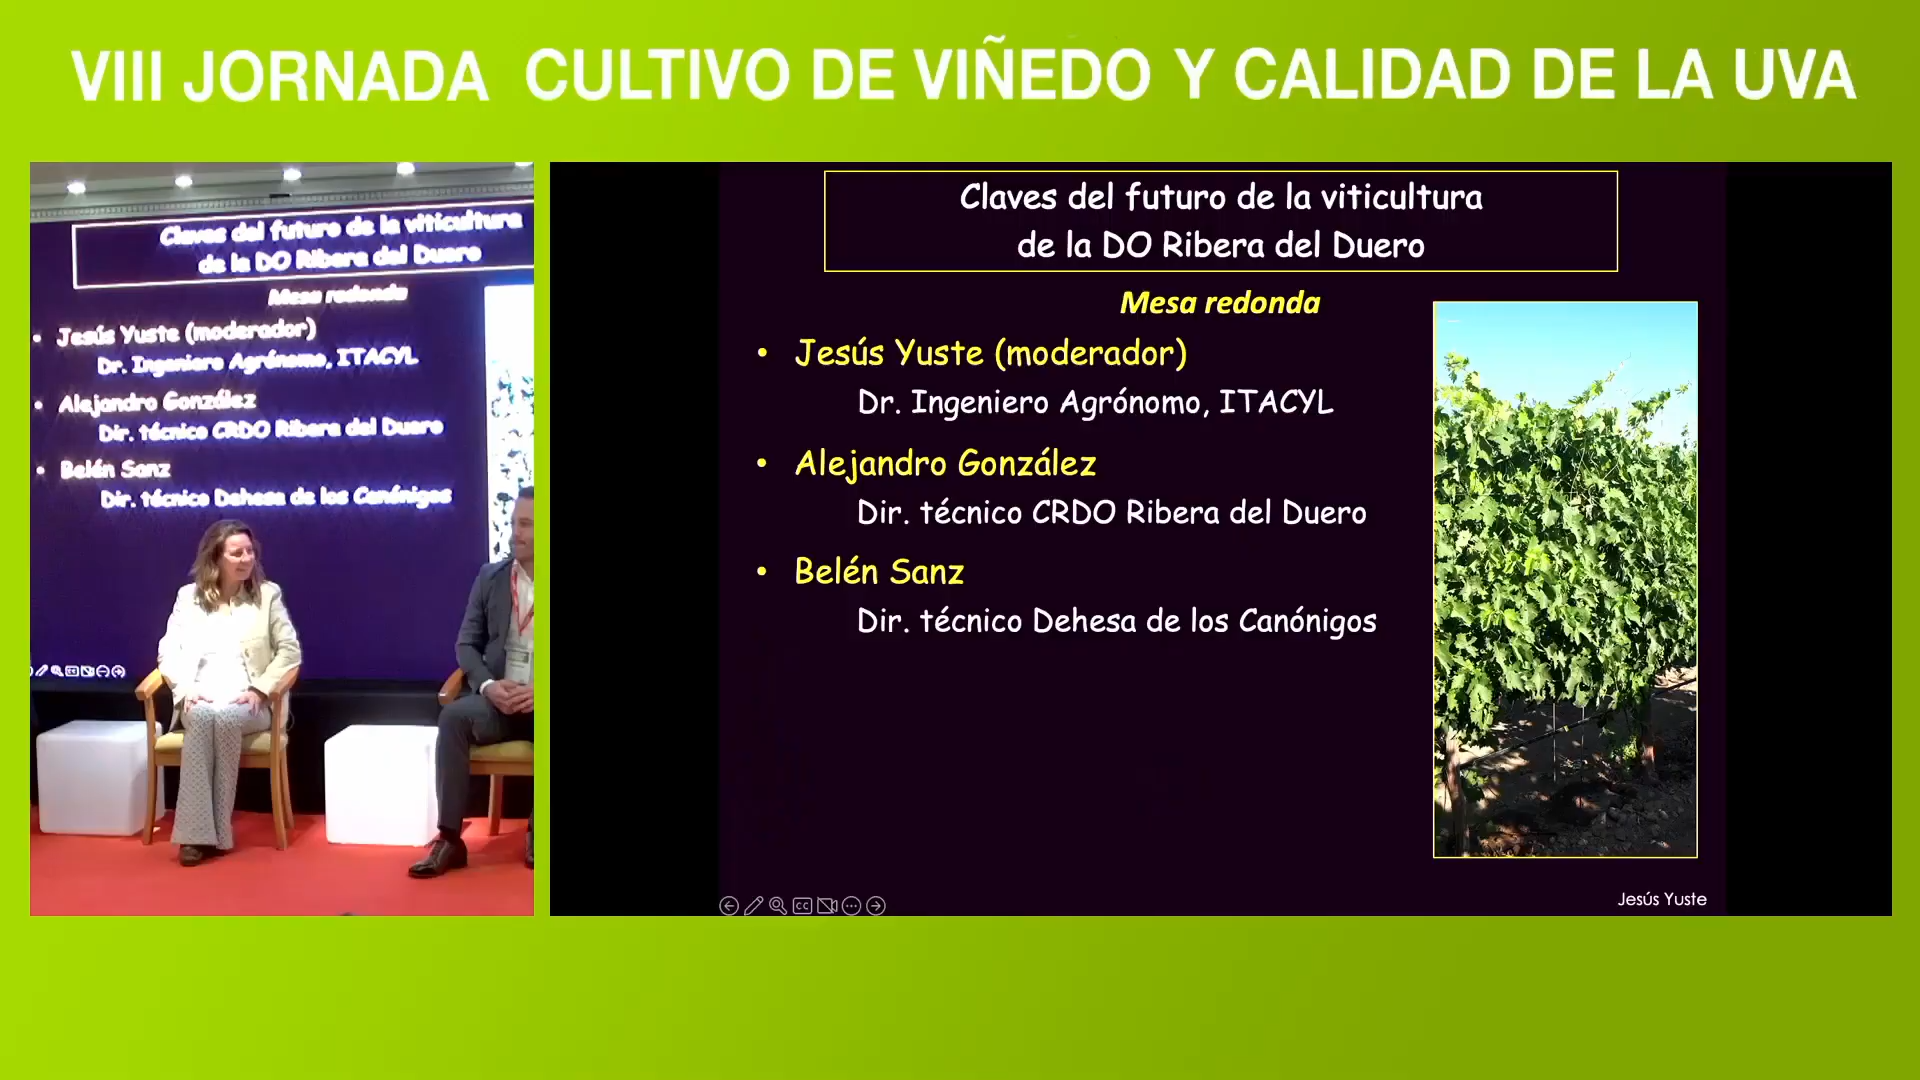 VIII JORNADA CULTIVO DE VIÑEDO Y CALIDAD DE LA UVA
Claves del futuro de la viticultura
de la DO Ribera del Duero
Mesa redonda
• Jesús Yuste (moderador)
Dr. Ingeniero Agrónomo, ITACYL
• Alejandro González
Dir. técnico CRDO Ribera del Duero
• Belén Sanz
Dir. técnico Dehesa de los Canónigos
Claves del futuro de la viticultura
de la DO Ribera del Duero
Mesa redonda
• Jesús Yuste (moderador)
Dr. Ingeniero Agrónomo, ITACYL
• Alejandro González
Dir. técnico CRDO Ribera del Duero
• Belén Sanz
Dir. técnico Dehesa de los Canónigos
CC
Jesús Yuste